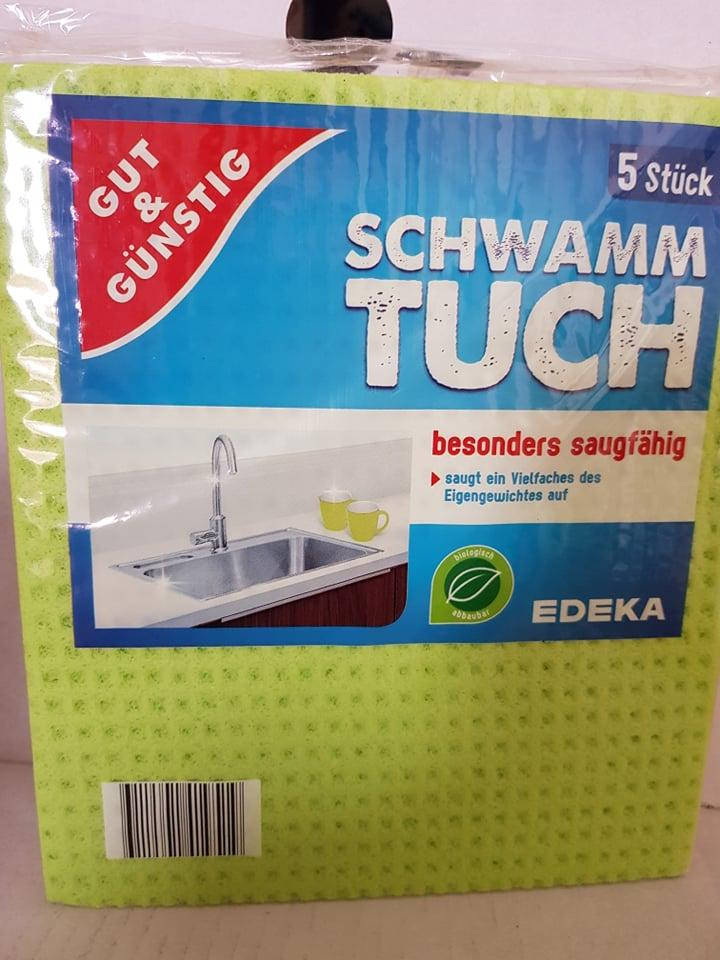 GUT
&
GÜNSTIG
5 Stück
SCHWAMM
TUCH
besonders saugfähig
saugt ein Vielfaches des
Eigengewichtes auf
biologisch
abbaubar
EDEKA